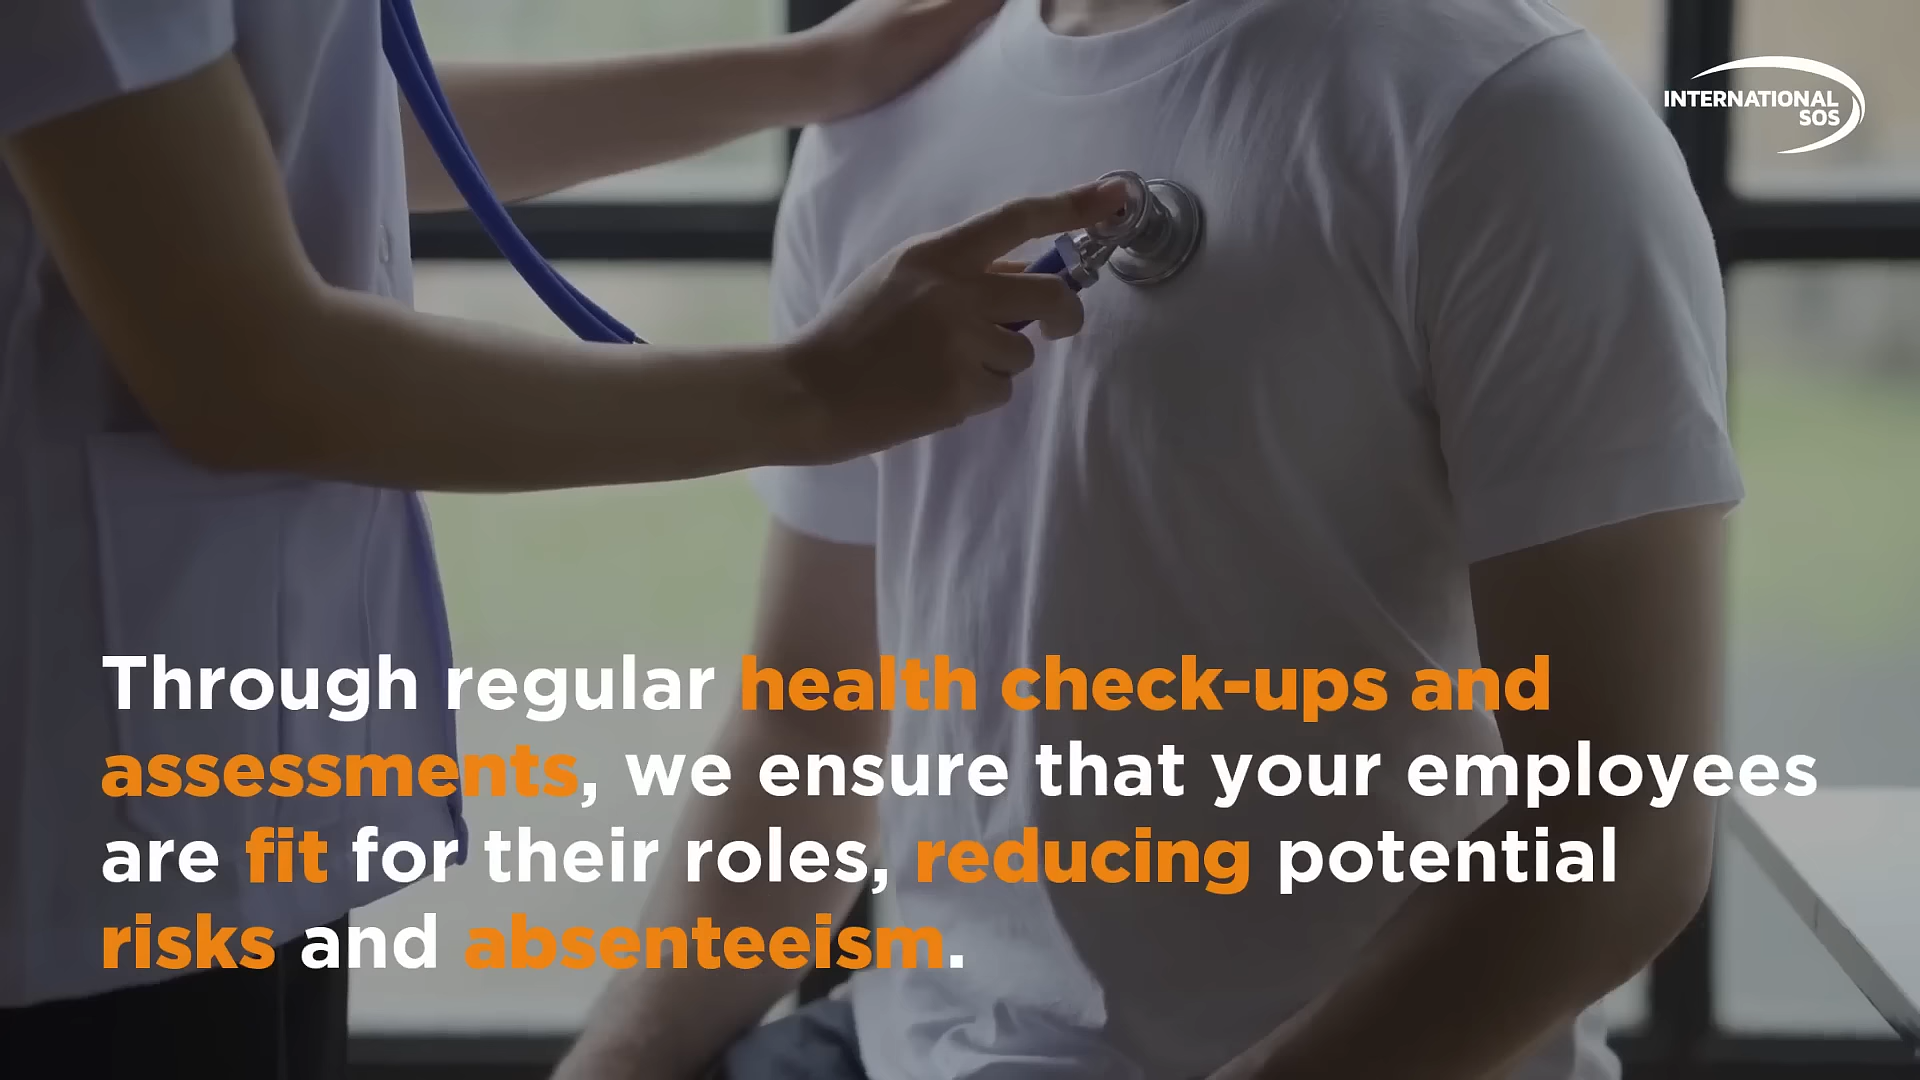 INTERNATIONAL
SOS
Through regular health check-ups and
assessments, we ensure that your employees
are fit for their roles, reducing potential
risks and absenteeism.